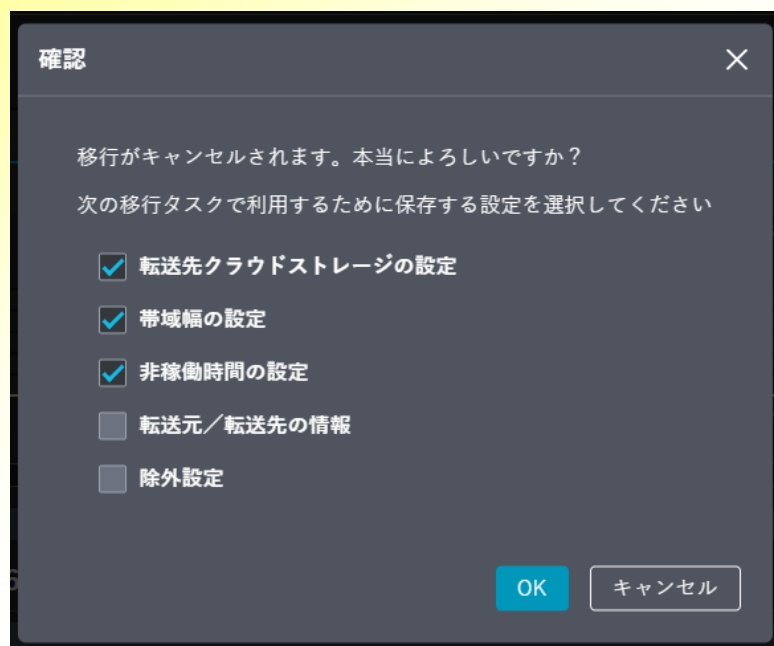 確認
移行がキャンセルされます。本当によろしいですか？
次の移行タスクで利用するために保存する設定を選択してください
転送先クラウドストレージの設定
帯域幅の設定
非稼働時間の設定
転送元／転送先の情報
除外設定
OK
キャンセル